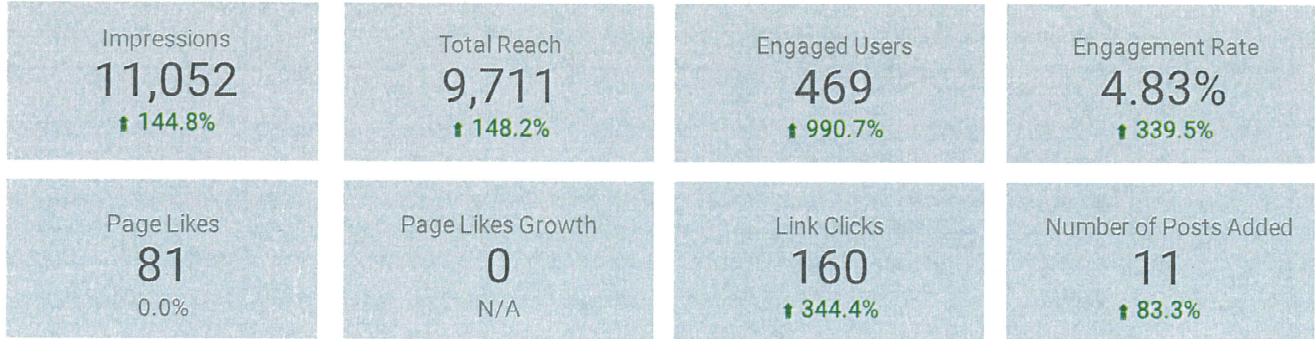 Impressions
11,052
⬆ 144.8%
Total Reach
9,711
⬆ 148.2%
Engaged Users
469
⬆ 990.7%
Engagement Rate
4.83%
⬆ 339.5%
Page Likes
81
0.0%
Page Likes Growth
0
N/A
Link Clicks
160
⬆ 344.4%
Number of Posts Added
11
⬆ 83.3%